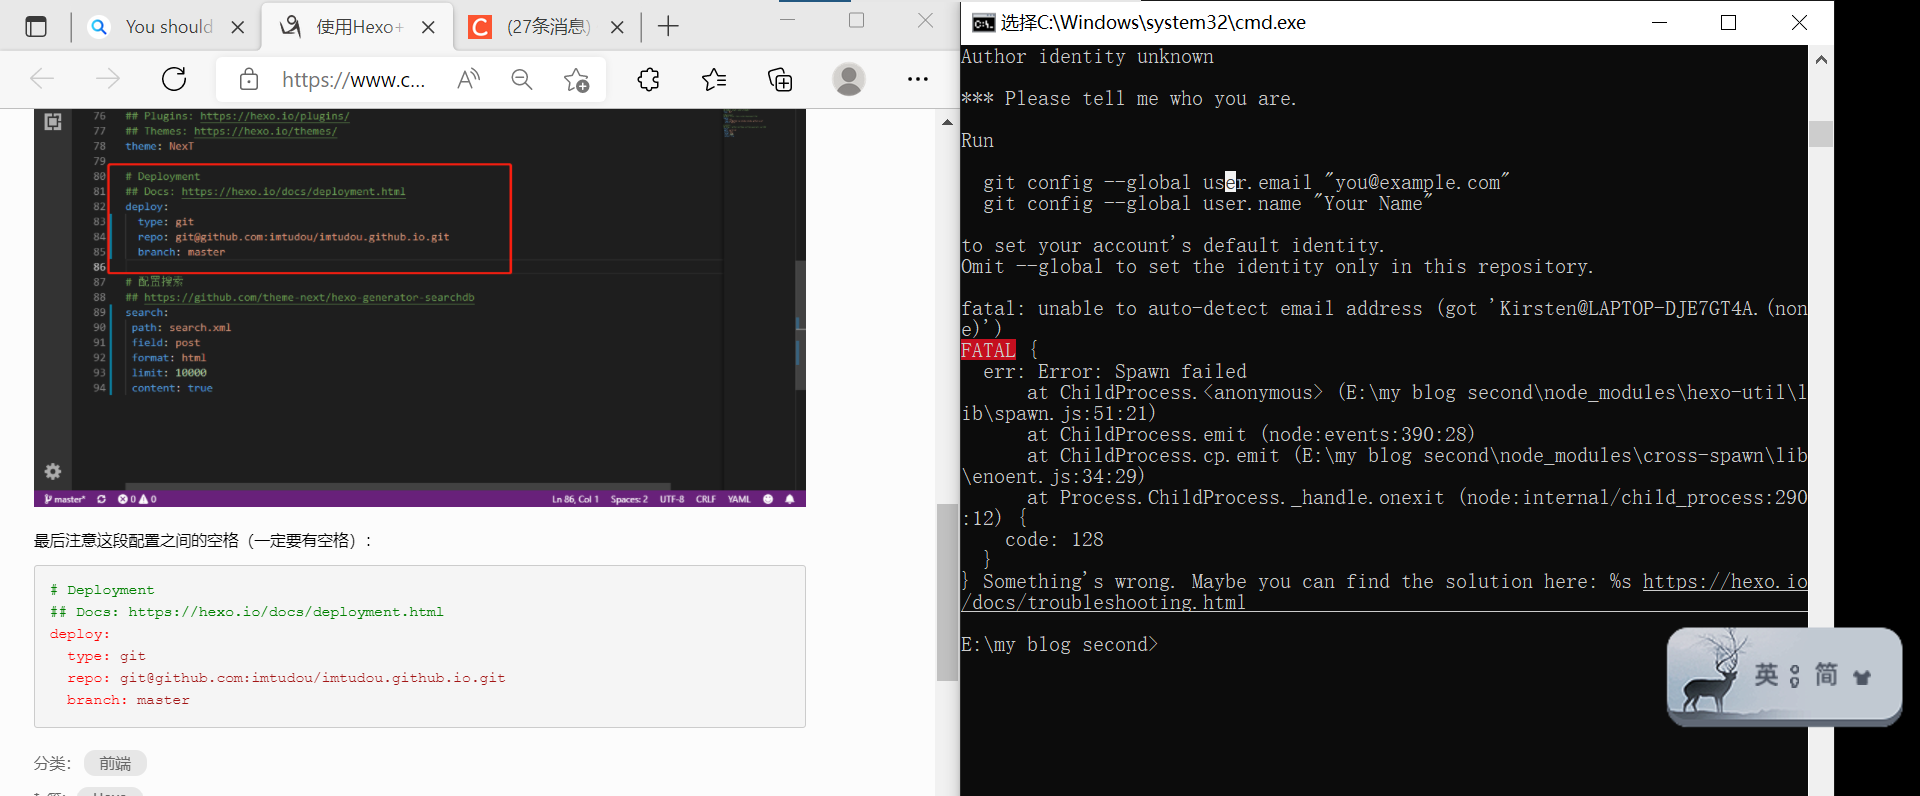 You should
使用Hexo+
(27条消息)
https://www.c...
76 ## Plugins: https://hexo.io/plugins/
77 ## Themes: https://hexo.io/themes/
78 theme: NexT
79
80 # Deployment
81 ## Docs: https://hexo.io/docs/deployment.html
82 deploy:
83 type: git
84 repo: git@github.com:imtudou/imtudou.github.io.git
85 branch: master
86
87 # 配置搜索
88 ## https://github.com/theme-next/hexo-generator-searchdb
89 search:
90 path: search.xml
91 field: post
92 format: html
93 limit: 10000
94 content: true
master* 0 0 Ln 86, Col 1 Spaces: 2 UTF-8 CRLF YAML
最后注意这段配置之间的空格（一定要有空格）:
# Deployment
## Docs: https://hexo.io/docs/deployment.html
deploy:
type: git
repo: git@github.com:imtudou/imtudou.github.io.git
branch: master
分类: 前端
选择C:\Windows\system32\cmd.exe
Author identity unknown
*** Please tell me who you are.
Run
git config --global user.email "you@example.com"
git config --global user.name "Your Name"
to set your account's default identity.
Omit --global to set the identity only in this repository.
fatal: unable to auto-detect email address (got 'Kirsten@LAPTOP-DJE7GT4A.(non
e)')
FATAL {
err: Error: Spawn failed
at ChildProcess.<anonymous> (E:\my blog second\node_modules\hexo-util\l
ib\spawn.js:51:21)
at ChildProcess.emit (node:events:390:28)
at ChildProcess.cp.emit (E:\my blog second\node_modules\cross-spawn\lib
\enoent.js:34:29)
at Process.ChildProcess._handle.onexit (node:internal/child_process:290
:12) {
code: 128
}
} Something's wrong. Maybe you can find the solution here: %s https://hexo.io
/docs/troubleshooting.html
E:\my blog second>
英 简